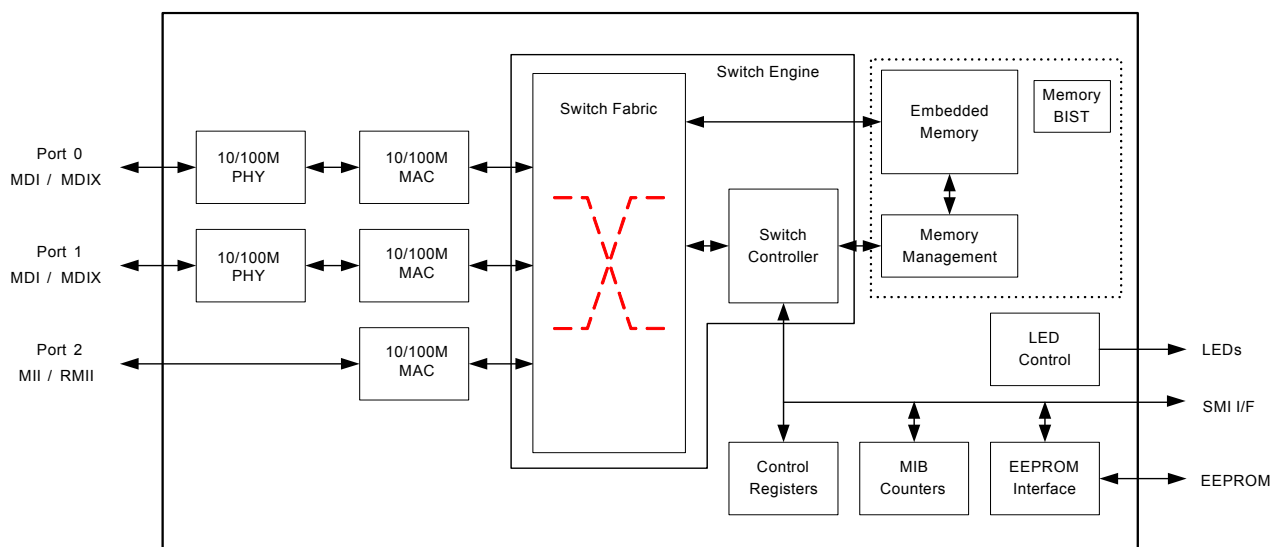 Switch Engine
Switch Fabric
Embedded
Memory
Memory
BIST
Port 0
MDI / MDIX
10/100M
PHY
10/100M
MAC
Port 1
MDI / MDIX
10/100M
PHY
10/100M
MAC
Switch
Controller
Memory
Management
Port 2
MII / RMII
10/100M
MAC
LED
Control
LEDs
SMI I/F
Control
Registers
MIB
Counters
EEPROM
Interface
EEPROM